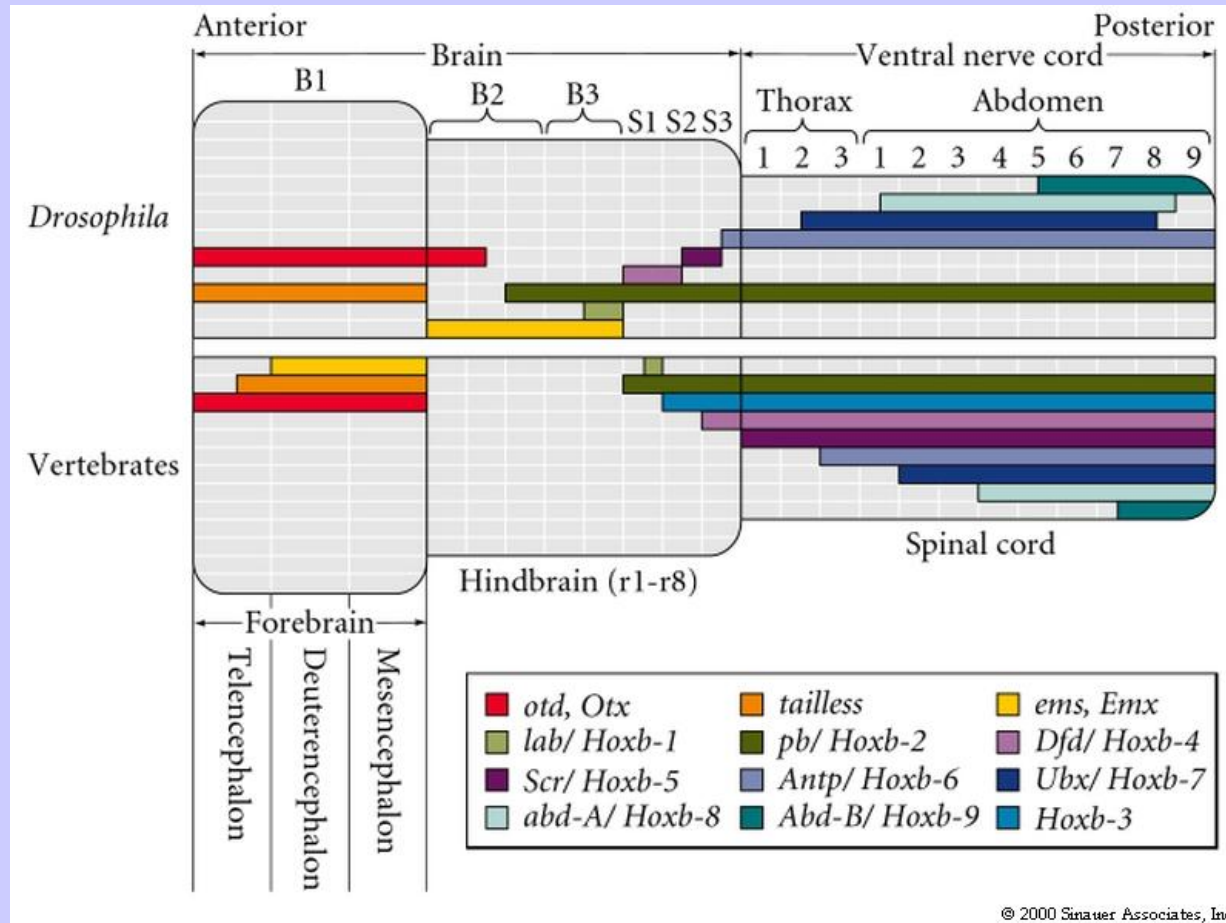 Anterior
Posterior
Brain
Ventral nerve cord
B1
B2
B3
S1 S2 S3
Thorax
Abdomen
1 2 3 1 2 3 4 5 6 7 8 9
Drosophila
Vertebrates
Spinal cord
Hindbrain (r1-r8)
Forebrain
Telencephalon
Deuterencephalon
Mesencephalon
otd, Otx
tailless
ems, Emx
lab/ Hoxb-1
pb/ Hoxb-2
Dfd/ Hoxb-4
Scr/ Hoxb-5
Antp/ Hoxb-6
Ubx/ Hoxb-7
abd-A/ Hoxb-8
Abd-B/ Hoxb-9
Hoxb-3
© 2000 Sinauer Associates, Inc